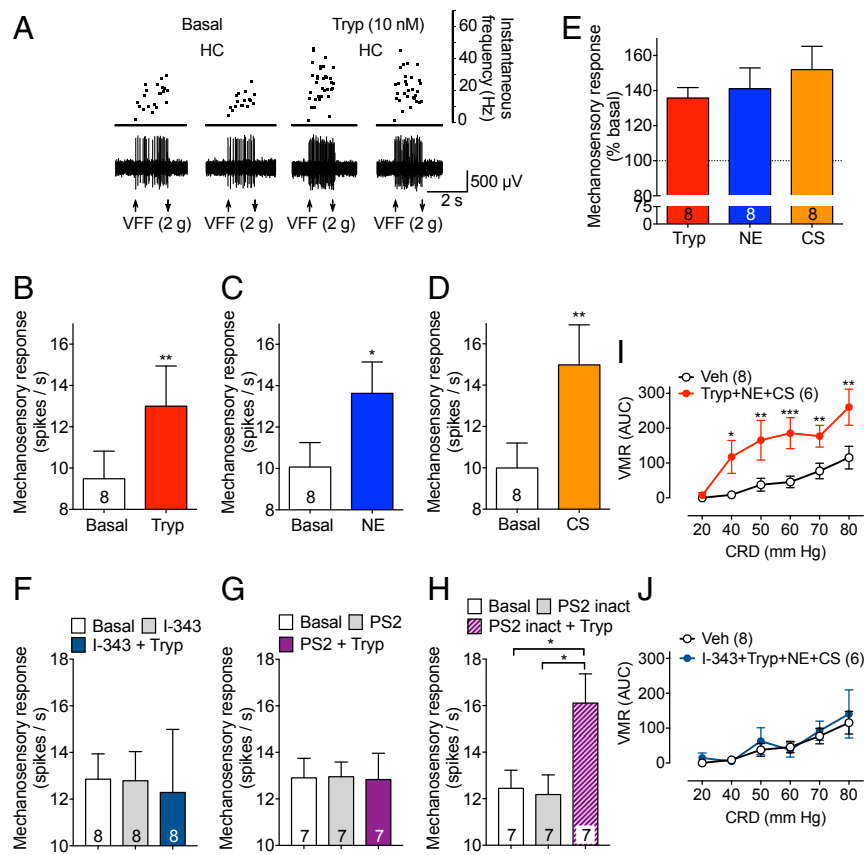 A
Basal
HC
Tryp (10 nM)
HC
Instantaneous frequency (Hz)
60
40
20
0
500 µV
2 s
VFF (2 g) VFF (2 g) VFF (2 g) VFF (2 g)
E
Mechanosensory response
(% basal)
160
140
120
100
80
75
0
8 8 8
Tryp NE CS
B
Mechanosensory response
(spikes / s)
16
14
12
10
8
**
8
Basal Tryp
C
Mechanosensory response
(spikes / s)
16
14
12
10
8
*
8
Basal NE
D
Mechanosensory response
(spikes / s)
16
14
12
10
8
**
8
Basal CS
I
Veh (8)
Tryp+NE+CS (6)
VMR (AUC)
300
200
100
0
* ** *** ** **
20 40 50 60 70 80
CRD (mm Hg)
F
Basal I-343
I-343 + Tryp
Mechanosensory response
(spikes / s)
18
16
14
12
10
8 8 8
G
Basal PS2
PS2 + Tryp
Mechanosensory response
(spikes / s)
18
16
14
12
10
7 7 7
H
Basal PS2 inact
PS2 inact + Tryp
Mechanosensory response
(spikes / s)
18
16
14
12
10
*
*
7 7 7
J
Veh (8)
I-343+Tryp+NE+CS (6)
VMR (AUC)
300
200
100
0
20 40 50 60 70 80
CRD (mm Hg)